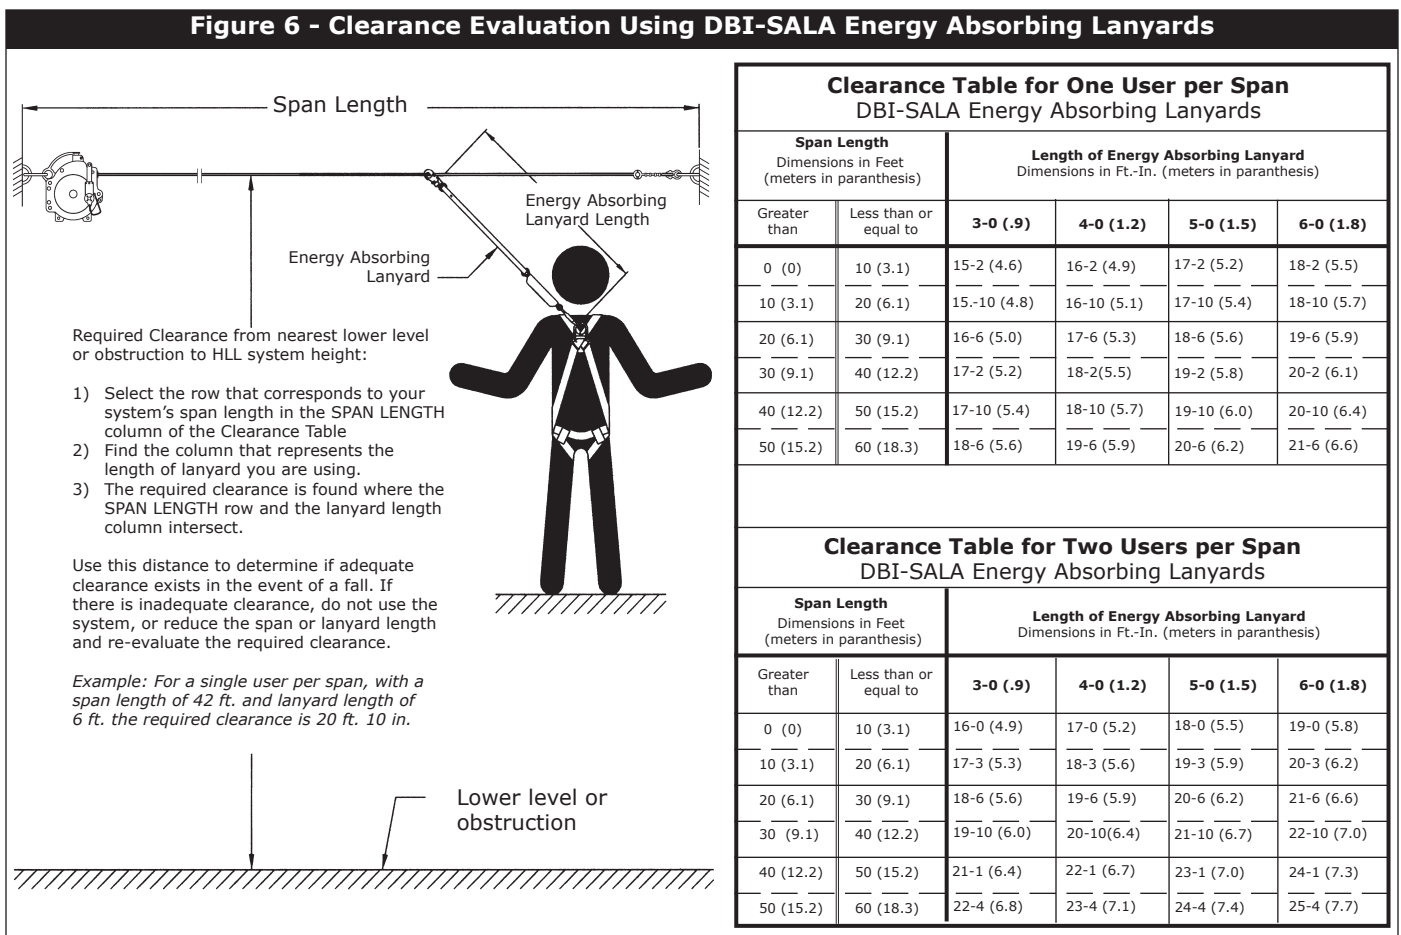 Figure 6 - Clearance Evaluation Using DBI-SALA Energy Absorbing Lanyards
Span Length
Energy Absorbing
Lanyard Length
Energy Absorbing
Lanyard
Required Clearance from nearest lower level
or obstruction to HLL system height:
1) Select the row that corresponds to your
system's span length in the SPAN LENGTH
column of the Clearance Table
2) Find the column that represents the
length of lanyard you are using.
3) The required clearance is found where the
SPAN LENGTH row and the lanyard length
column intersect.
Use this distance to determine if adequate
clearance exists in the event of a fall. If
there is inadequate clearance, do not use the
system, or reduce the span or lanyard length
and re-evaluate the required clearance.
Example: For a single user per span, with a
span length of 42 ft. and lanyard length of
6 ft. the required clearance is 20 ft. 10 in.
Lower level or
obstruction
Clearance Table for One User per Span
DBI-SALA Energy Absorbing Lanyards
Span Length
Dimensions in Feet
(meters in paranthesis)
Length of Energy Absorbing Lanyard
Dimensions in Ft.-In. (meters in paranthesis)
Greater than Less than or equal to 3-0 (.9) 4-0 (1.2) 5-0 (1.5) 6-0 (1.8)
0 (0) 10 (3.1) 15-2 (4.6) 16-2 (4.9) 17-2 (5.2) 18-2 (5.5)
10 (3.1) 20 (6.1) 15.-10 (4.8) 16-10 (5.1) 17-10 (5.4) 18-10 (5.7)
20 (6.1) 30 (9.1) 16-6 (5.0) 17-6 (5.3) 18-6 (5.6) 19-6 (5.9)
30 (9.1) 40 (12.2) 17-2 (5.2) 18-2(5.5) 19-2 (5.8) 20-2 (6.1)
40 (12.2) 50 (15.2) 17-10 (5.4) 18-10 (5.7) 19-10 (6.0) 20-10 (6.4)
50 (15.2) 60 (18.3) 18-6 (5.6) 19-6 (5.9) 20-6 (6.2) 21-6 (6.6)
Clearance Table for Two Users per Span
DBI-SALA Energy Absorbing Lanyards
Span Length
Dimensions in Feet
(meters in paranthesis)
Length of Energy Absorbing Lanyard
Dimensions in Ft.-In. (meters in paranthesis)
Greater than Less than or equal to 3-0 (.9) 4-0 (1.2) 5-0 (1.5) 6-0 (1.8)
0 (0) 10 (3.1) 16-0 (4.9) 17-0 (5.2) 18-0 (5.5) 19-0 (5.8)
10 (3.1) 20 (6.1) 17-3 (5.3) 18-3 (5.6) 19-3 (5.9) 20-3 (6.2)
20 (6.1) 30 (9.1) 18-6 (5.6) 19-6 (5.9) 20-6 (6.2) 21-6 (6.6)
30 (9.1) 40 (12.2) 19-10 (6.0) 20-10(6.4) 21-10 (6.7) 22-10 (7.0)
40 (12.2) 50 (15.2) 21-1 (6.4) 22-1 (6.7) 23-1 (7.0) 24-1 (7.3)
50 (15.2) 60 (18.3) 22-4 (6.8) 23-4 (7.1) 24-4 (7.4) 25-4 (7.7)